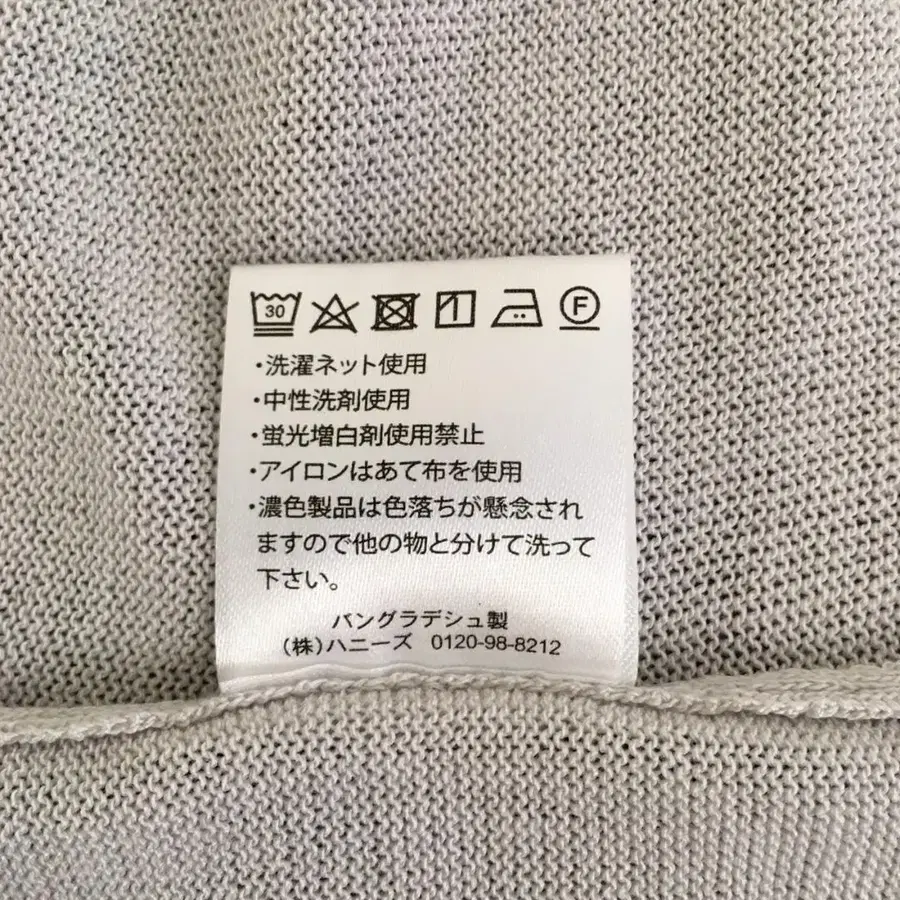 30 1 F
・洗濯ネット使用
・中性洗剤使用
・蛍光増白剤使用禁止
・アイロンはあて布を使用
・濃色製品は色落ちが懸念され
ますので他の物と分けて洗って
下さい。
バングラデシュ製
(株)ハニーズ 0120-98-8212